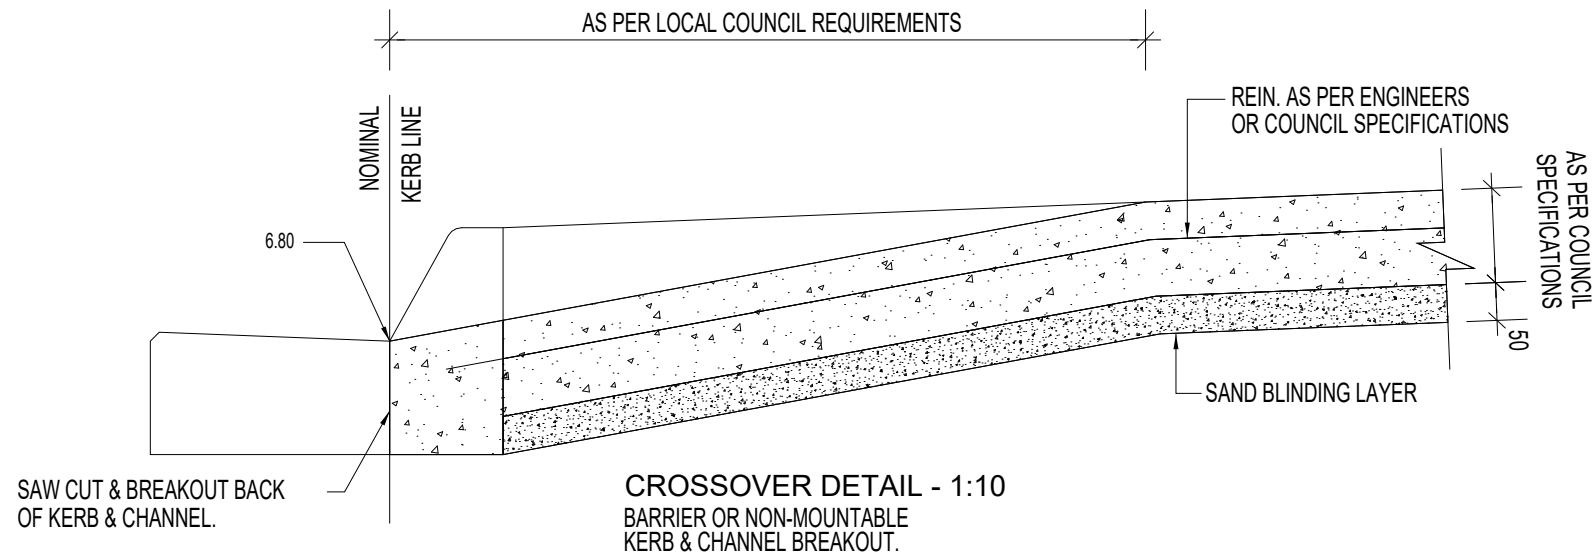 AS PER LOCAL COUNCIL REQUIREMENTS
NOMINAL
KERB LINE
REIN. AS PER ENGINEERS
OR COUNCIL SPECIFICATIONS
AS PER COUNCIL
SPECIFICATIONS
6.80
50
SAND BLINDING LAYER
SAW CUT & BREAKOUT BACK
OF KERB & CHANNEL.
CROSSOVER DETAIL - 1:10
BARRIER OR NON-MOUNTABLE
KERB & CHANNEL BREAKOUT.